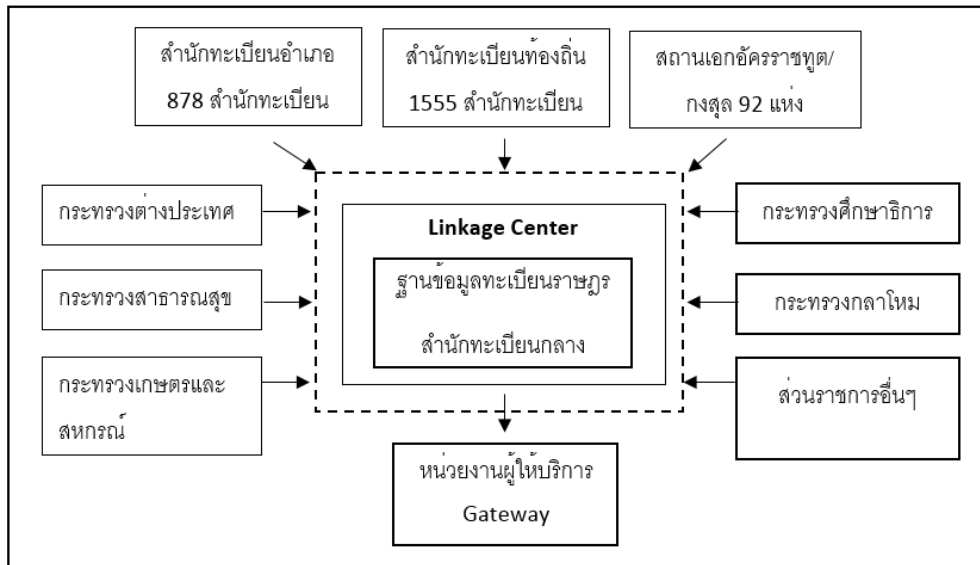 สำนักทะเบียนอำเภอ
878 สำนักทะเบียน
สำนักทะเบียนท้องถิ่น
1555 สำนักทะเบียน
สถานเอกอัครราชทูต/
กงสุล 92 แห่ง
กระทรวงต่างประเทศ
กระทรวงสาธารณสุข
กระทรวงเกษตรและ
สหกรณ์
Linkage Center
ฐานข้อมูลทะเบียนราษฎร
สำนักทะเบียนกลาง
กระทรวงศึกษาธิการ
กระทรวงกลาโหม
ส่วนราชการอื่นๆ
หน่วยงานผู้ให้บริการ
Gateway